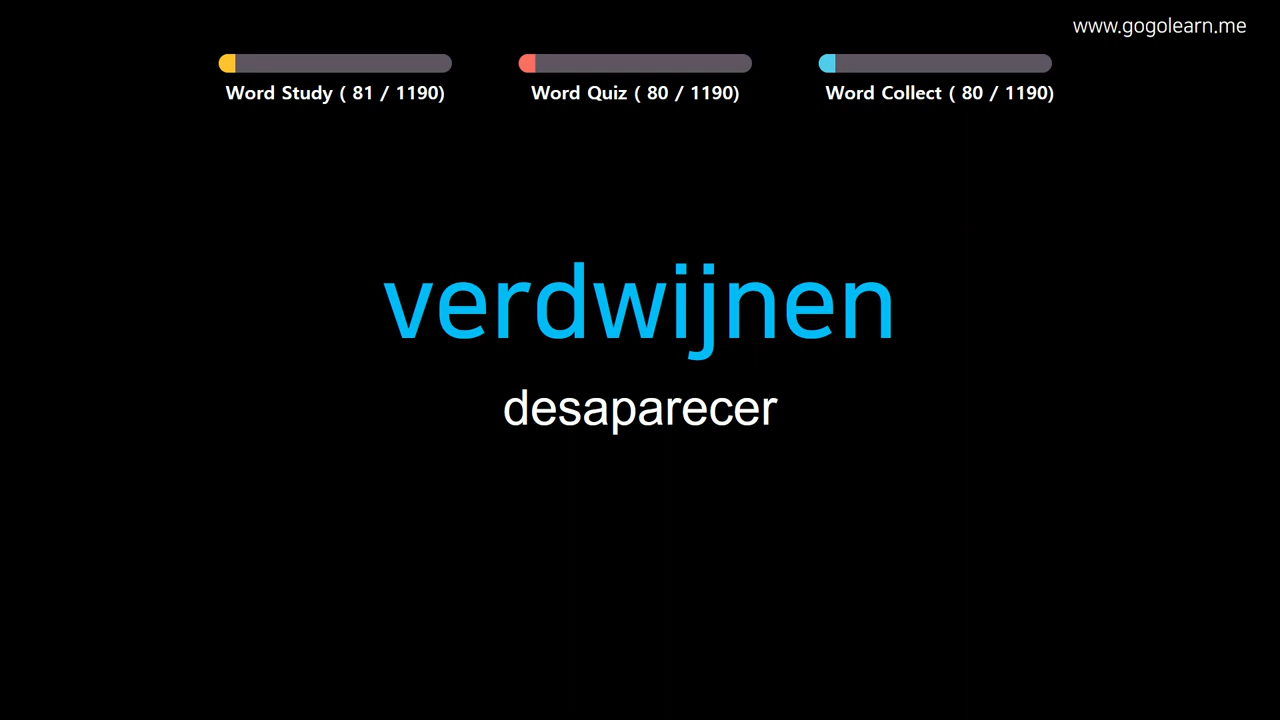 www.gogolearn.me
Word Study ( 81 / 1190)
Word Quiz ( 80 / 1190)
Word Collect ( 80 / 1190)
verdwijnen
desaparecer